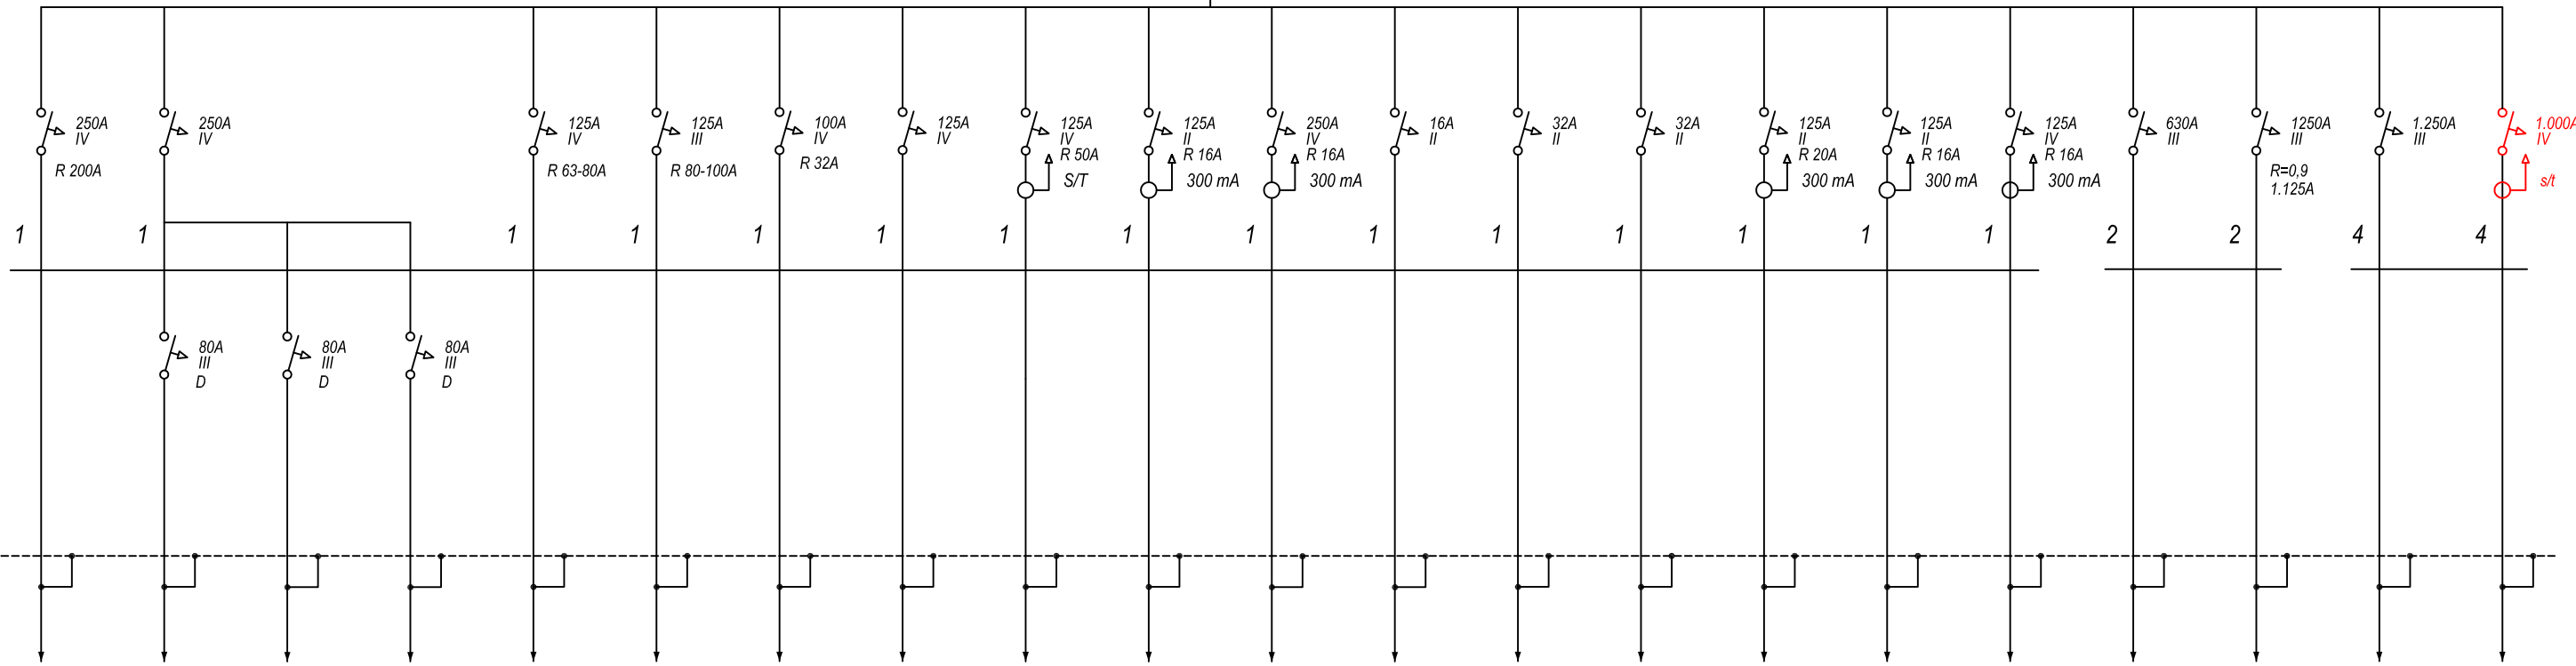 250A
IV
R 200A
250A
IV
125A
IV
R 63-80A
125A
III
R 80-100A
100A
IV
R 32A
125A
IV
125A
IV
R 50A
S/T
125A
II
R 16A
300 mA
250A
IV
R 16A
300 mA
16A
II
32A
II
32A
II
125A
II
R 20A
300 mA
125A
II
R 16A
300 mA
125A
IV
R 16A
300 mA
630A
III
1250A
III
R=0,9
1.125A
1.250A
III
1.000A
IV
s/t
1 1 1 1 1 1 1 1 1 1 1 1 1 1 1 2 2 4 4
80A
III
D
80A
III
D
80A
III
D